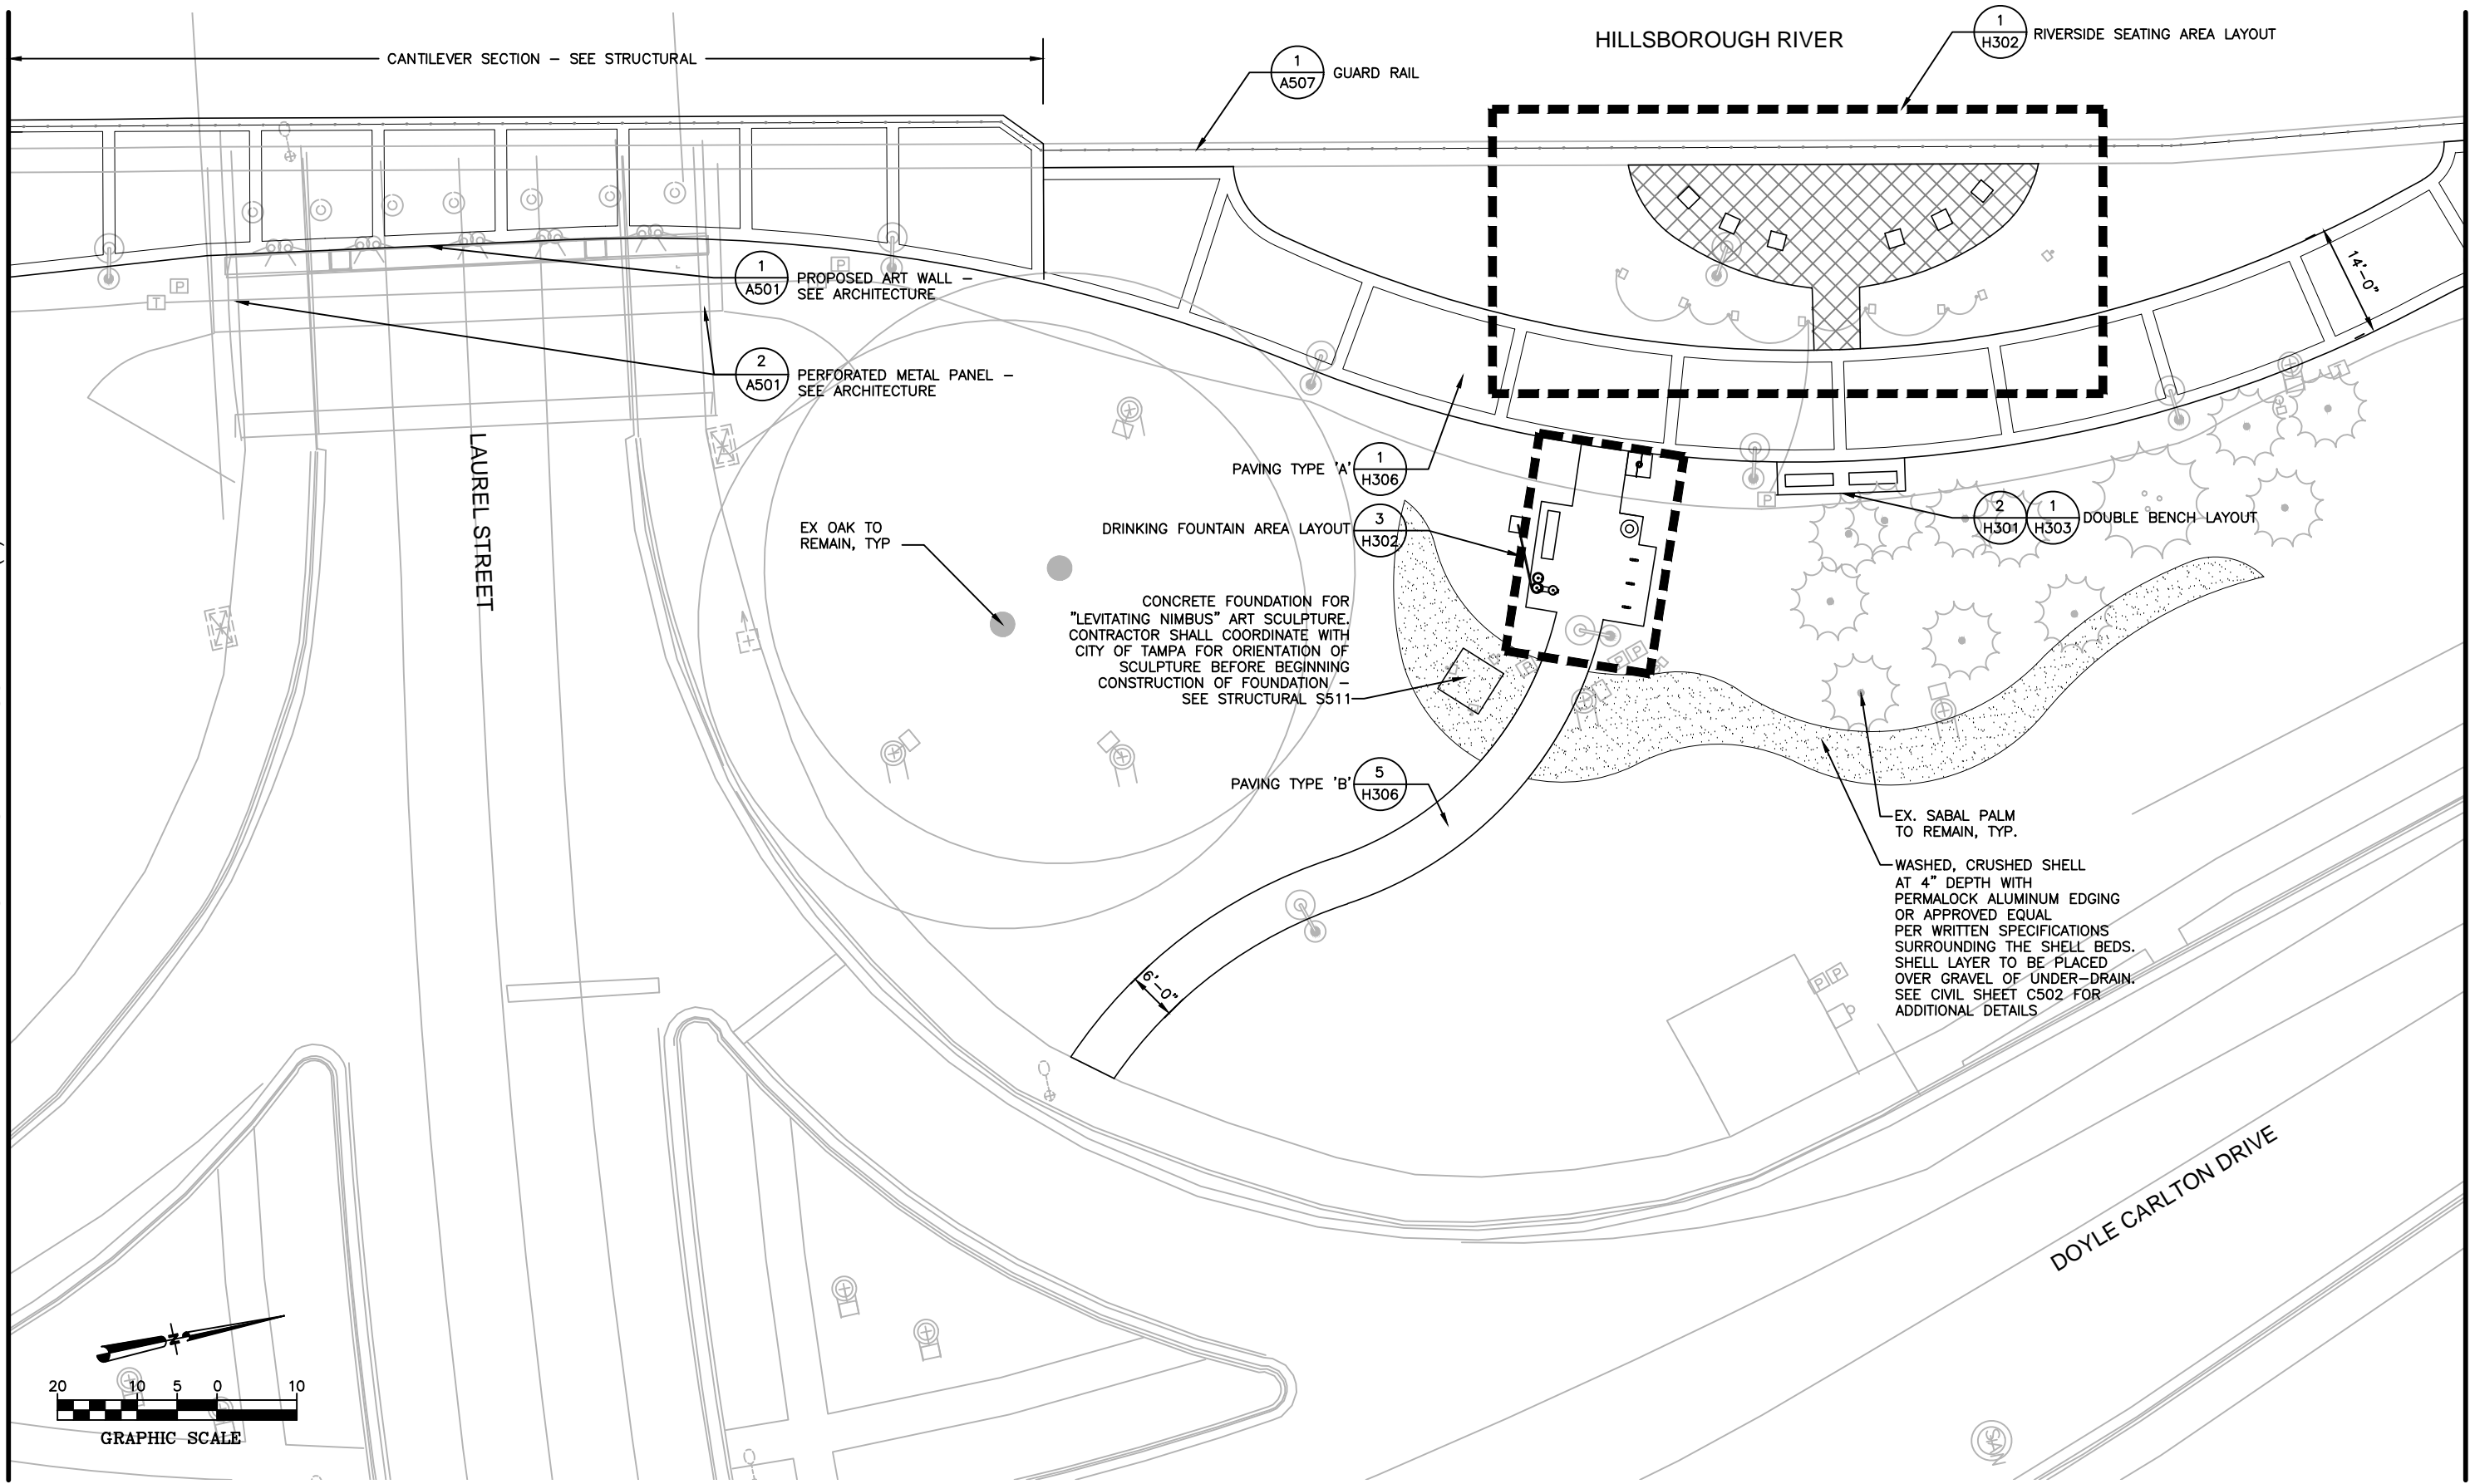 HILLSBOROUGH RIVER
1
H302
RIVERSIDE SEATING AREA LAYOUT
CANTILEVER SECTION – SEE STRUCTURAL
1
A507
GUARD RAIL
1
A501
PROPOSED ART WALL –
SEE ARCHITECTURE
2
A501
PERFORATED METAL PANEL –
SEE ARCHITECTURE
T
P
P
14'-0"
T
LAUREL STREET
PAVING TYPE 'A'
1
H306
P
EX OAK TO
REMAIN, TYP
DRINKING FOUNTAIN AREA LAYOUT
3
H302
2
H301
1
H303
DOUBLE BENCH LAYOUT
CONCRETE FOUNDATION FOR
"LEVITATING NIMBUS" ART SCULPTURE.
CONTRACTOR SHALL COORDINATE WITH
CITY OF TAMPA FOR ORIENTATION OF
SCULPTURE BEFORE BEGINNING
CONSTRUCTION OF FOUNDATION –
SEE STRUCTURAL S511
P
P
PAVING TYPE 'B'
5
H306
EX. SABAL PALM
TO REMAIN, TYP.
WASHED, CRUSHED SHELL
AT 4" DEPTH WITH
PERMALOCK ALUMINUM EDGING
OR APPROVED EQUAL
PER WRITTEN SPECIFICATIONS
SURROUNDING THE SHELL BEDS.
SHELL LAYER TO BE PLACED
OVER GRAVEL OF UNDER-DRAIN.
SEE CIVIL SHEET C502 FOR
ADDITIONAL DETAILS
6'-0"
P
P
DOYLE CARLTON DRIVE
N
20 10 5 0 10
GRAPHIC SCALE